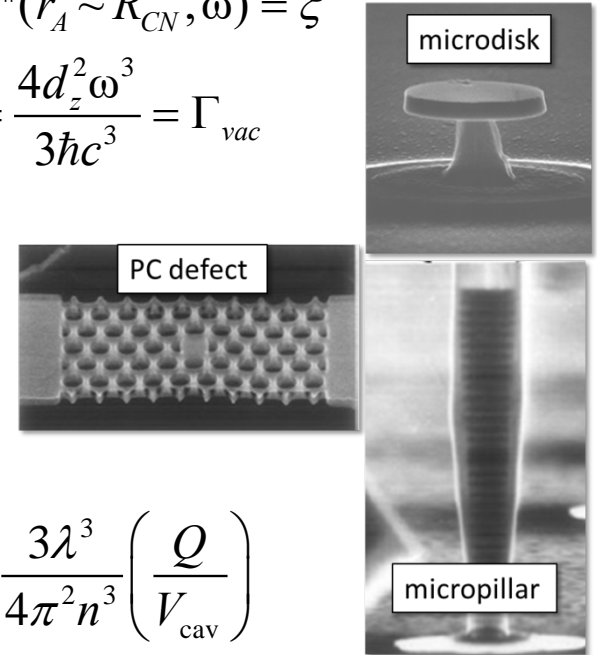 (r_A ~ R_CN, ω) = ζ
microdisk
4d_z^2ω^3 / 3ħc^3 = Γ_vac
PC defect
3λ^3 / 4π^2n^3 (Q / V_cav)
micropillar